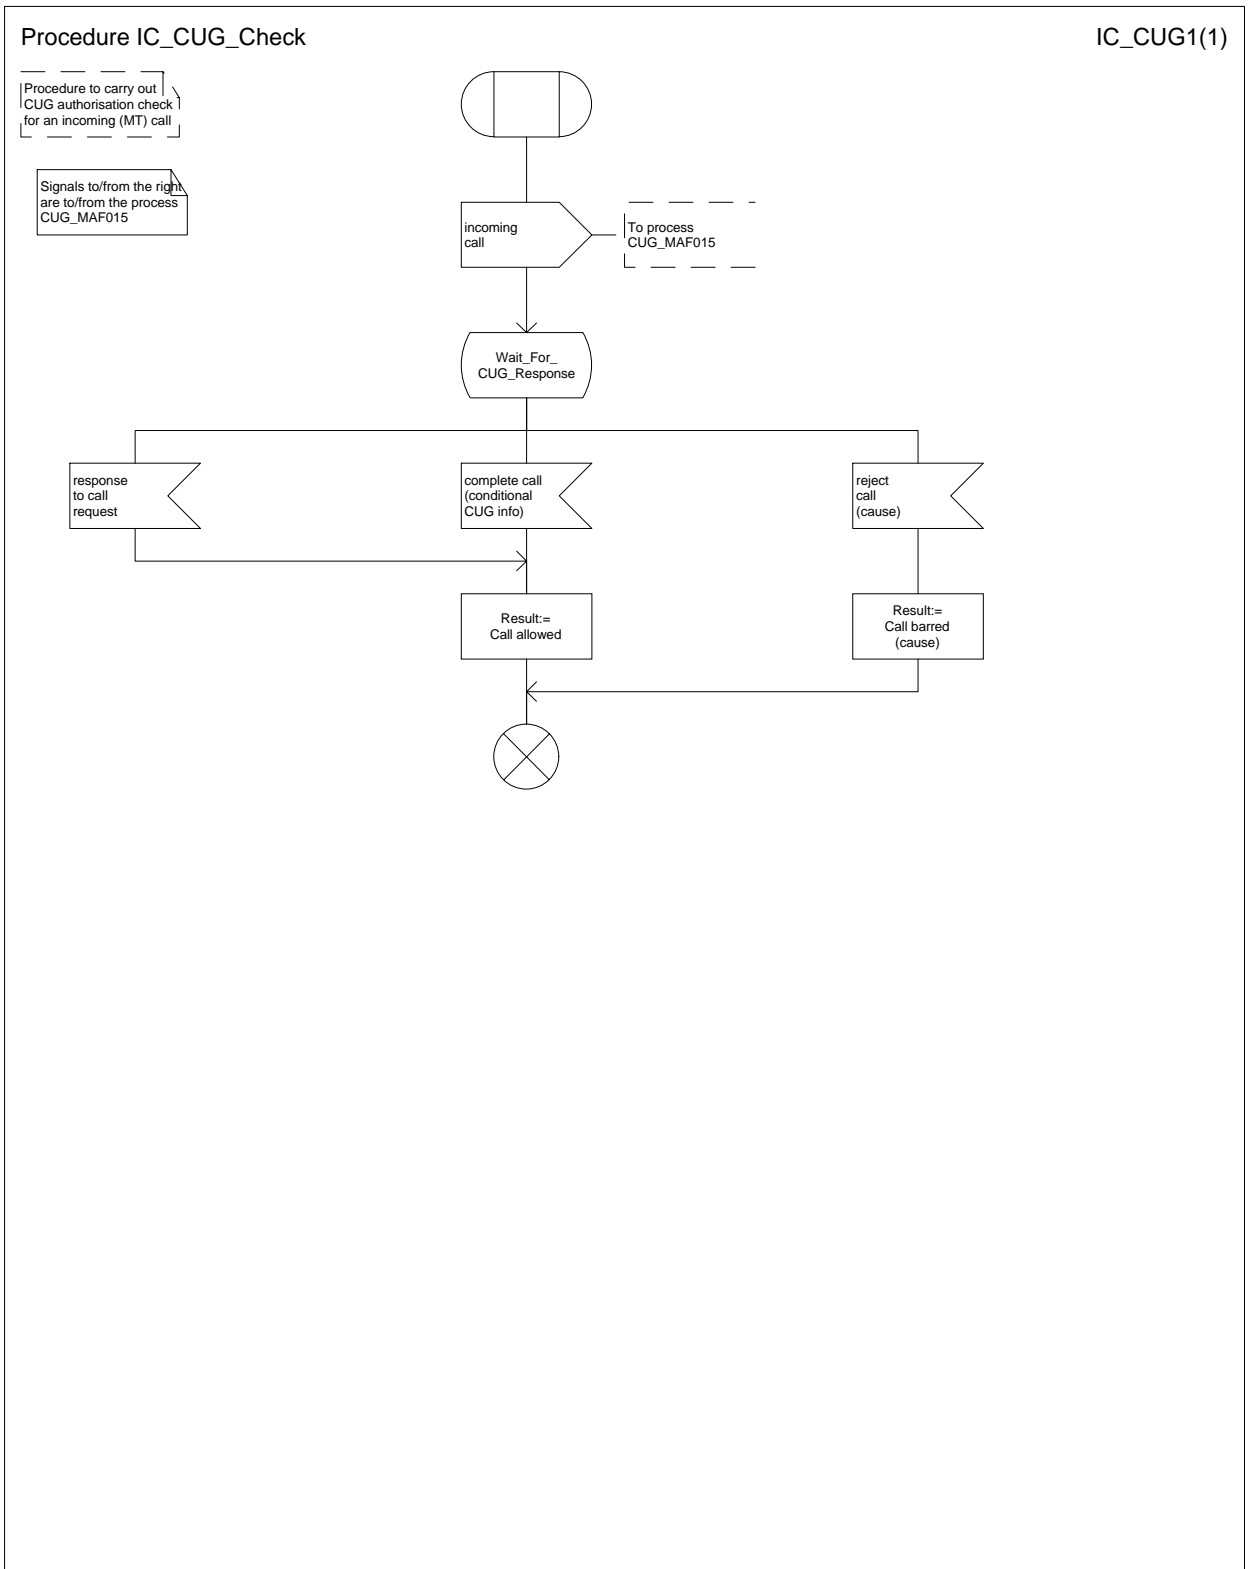 Procedure IC_CUG_Check
IC_CUG1(1)
Procedure to carry out
CUG authorisation check
for an incoming (MT) call
Signals to/from the right
are to/from the process
CUG_MAF015
incoming
call
To process
CUG_MAF015
Wait_For_
CUG_Response
response
to call
request
complete call
(conditional
CUG info)
reject
call
(cause)
Result:=
Call allowed
Result:=
Call barred
(cause)